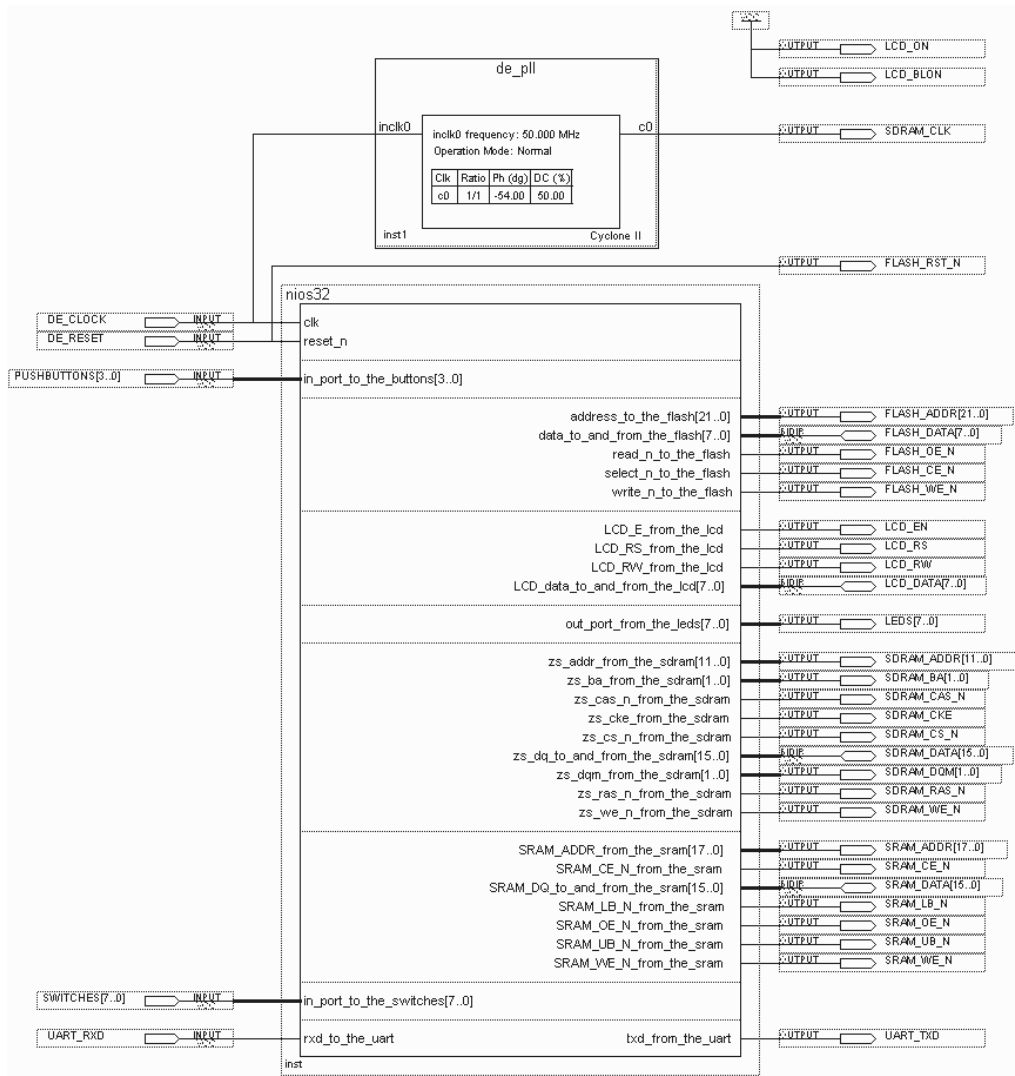 VCC
OUTPUT LCD_ON
OUTPUT LCD_BLON
de_pll
inclk0 c0
OUTPUT SDRAM_CLK
inclk0 frequency: 50.000 MHz
Operation Mode: Normal
Clk Ratio Ph (dg) DC (%)
c0 1/1 -54.00 50.00
inst1 Cyclone II
OUTPUT FLASH_RST_N
nios32
DE_CLOCK INPUT clk
DE_RESET INPUT reset_n
PUSHBUTTONS[3..0] INPUT in_port_to_the_buttons[3..0]
address_to_the_flash[21..0] OUTPUT FLASH_ADDR[21..0]
data_to_and_from_the_flash[7..0] BIDIR FLASH_DATA[7..0]
read_n_to_the_flash OUTPUT FLASH_OE_N
select_n_to_the_flash OUTPUT FLASH_CE_N
write_n_to_the_flash OUTPUT FLASH_WE_N
LCD_E_from_the_lcd OUTPUT LCD_EN
LCD_RS_from_the_lcd OUTPUT LCD_RS
LCD_RW_from_the_lcd OUTPUT LCD_RW
LCD_data_to_and_from_the_lcd[7..0] BIDIR LCD_DATA[7..0]
out_port_from_the_leds[7..0] OUTPUT LEDS[7..0]
zs_addr_from_the_sdram[11..0] OUTPUT SDRAM_ADDR[11..0]
zs_ba_from_the_sdram[1..0] OUTPUT SDRAM_BA[1..0]
zs_cas_n_from_the_sdram OUTPUT SDRAM_CAS_N
zs_cke_from_the_sdram OUTPUT SDRAM_CKE
zs_cs_n_from_the_sdram OUTPUT SDRAM_CS_N
zs_dq_to_and_from_the_sdram[15..0] BIDIR SDRAM_DATA[15..0]
zs_dqm_from_the_sdram[1..0] OUTPUT SDRAM_DQM[1..0]
zs_ras_n_from_the_sdram OUTPUT SDRAM_RAS_N
zs_we_n_from_the_sdram OUTPUT SDRAM_WE_N
SRAM_ADDR_from_the_sram[17..0] OUTPUT SRAM_ADDR[17..0]
SRAM_CE_N_from_the_sram OUTPUT SRAM_CE_N
SRAM_DQ_to_and_from_the_sram[15..0] BIDIR SRAM_DATA[15..0]
SRAM_LB_N_from_the_sram OUTPUT SRAM_LB_N
SRAM_OE_N_from_the_sram OUTPUT SRAM_OE_N
SRAM_UB_N_from_the_sram OUTPUT SRAM_UB_N
SRAM_WE_N_from_the_sram OUTPUT SRAM_WE_N
SWITCHES[7..0] INPUT in_port_to_the_switches[7..0]
UART_RXD INPUT rxd_to_the_uart txd_from_the_uart OUTPUT UART_TXD
inst